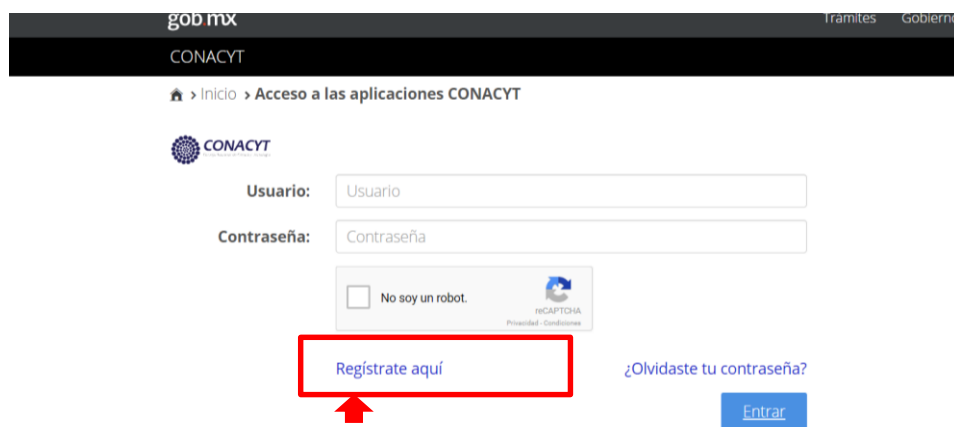 gob.mx
Trámites Gobierno
CONACYT
> Inicio > Acceso a las aplicaciones CONACYT
CONACYT
Usuario: Usuario
Contraseña: Contraseña
No soy un robot.
reCAPTCHA
Privacidad - Condiciones
Regístrate aquí ¿Olvidaste tu contraseña?
Entrar